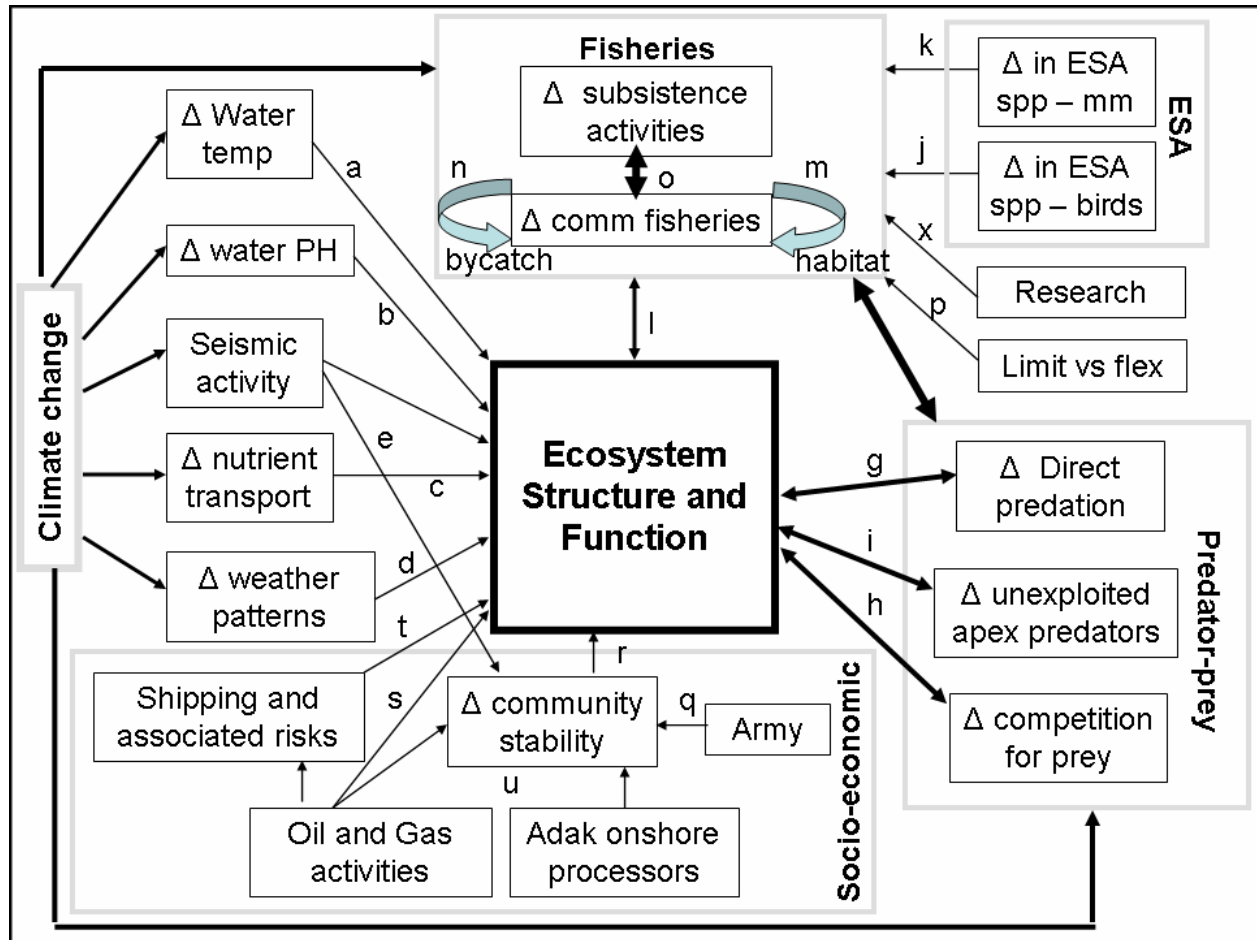 Climate change
Δ Water
temp
Δ water PH
Seismic
activity
Δ nutrient
transport
Δ weather
patterns
a
b
e
c
d
t
s
Fisheries
Δ subsistence
activities
n
o
m
Δ comm fisheries
bycatch
habitat
l
k
j
x
p
Δ in ESA
spp – mm
Δ in ESA
spp – birds
ESA
Research
Limit vs flex
Ecosystem
Structure and
Function
g
i
h
Δ Direct
predation
Δ unexploited
apex predators
Δ competition
for prey
Predator-prey
r
Shipping and
associated risks
Δ community
stability
q
Army
u
Oil and Gas
activities
Adak onshore
processors
Socio-economic